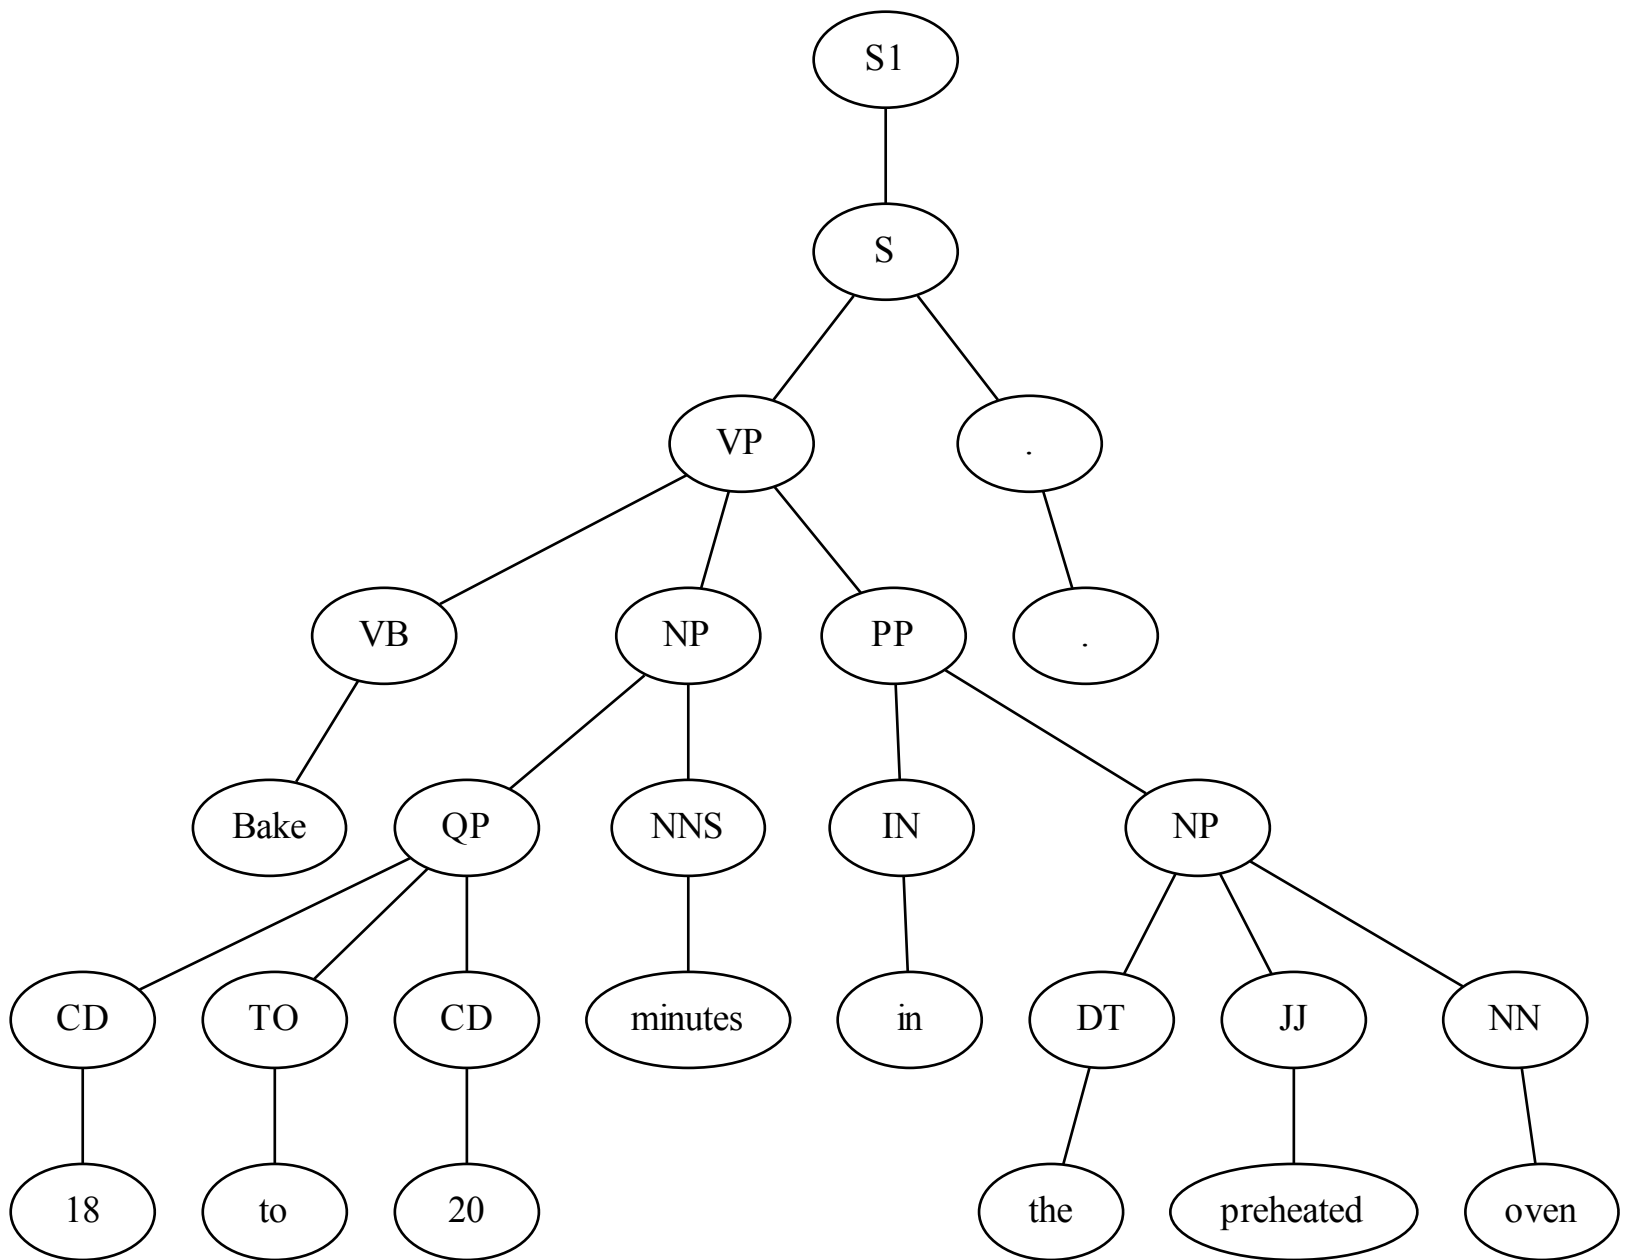 S1
S
VP .
VB NP PP .
Bake QP NNS IN NP
CD TO CD minutes in DT JJ NN
18 to 20 the preheated oven